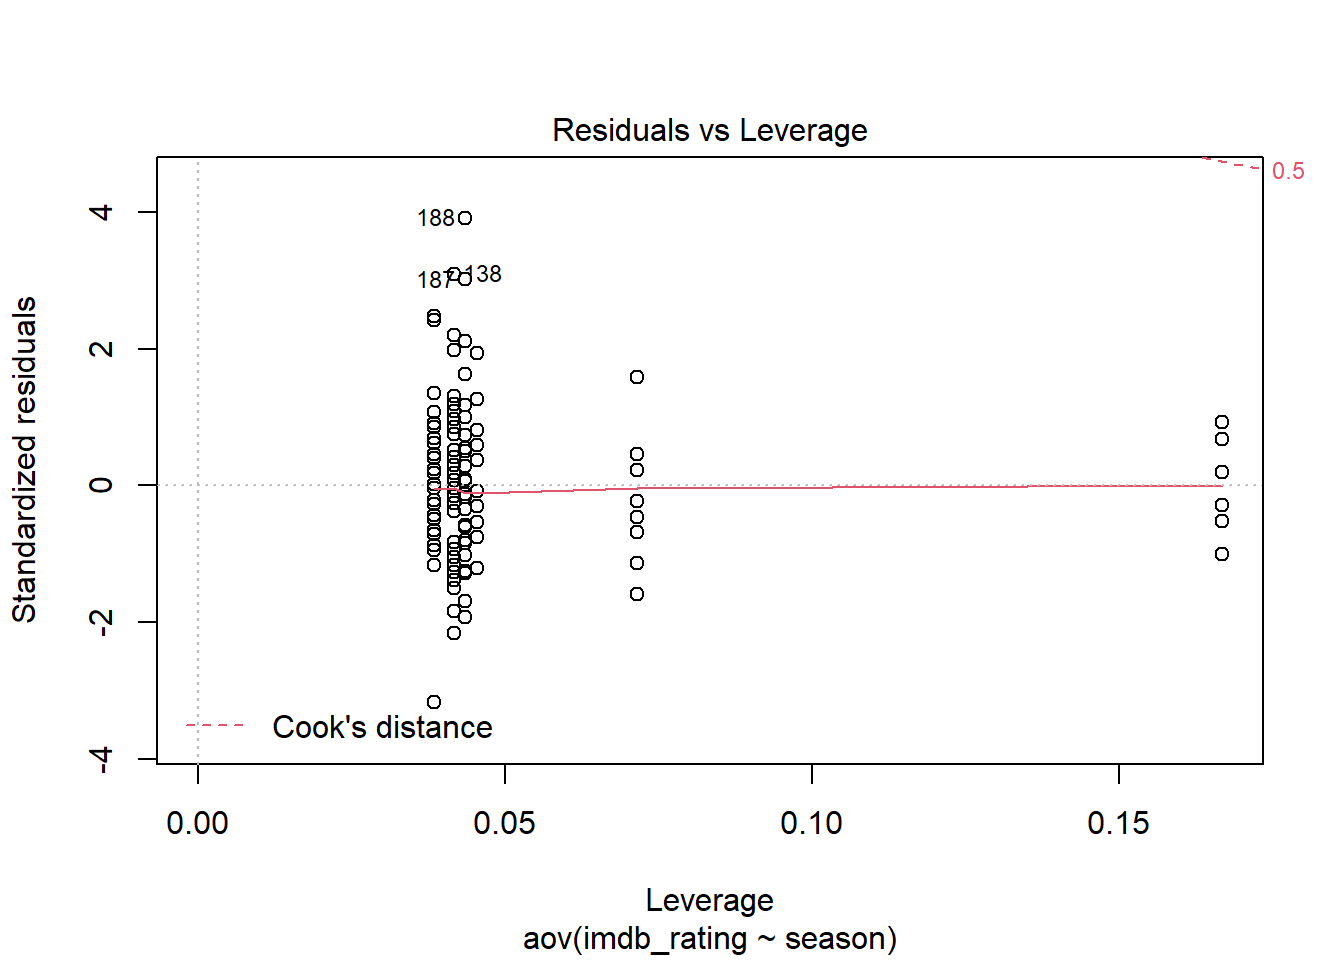 Residuals vs Leverage
0.5
4
188
138
187
2
Standardized residuals
0
-2
Cook's distance
-4
0.00 0.05 0.10 0.15
Leverage
aov(imdb_rating ~ season)